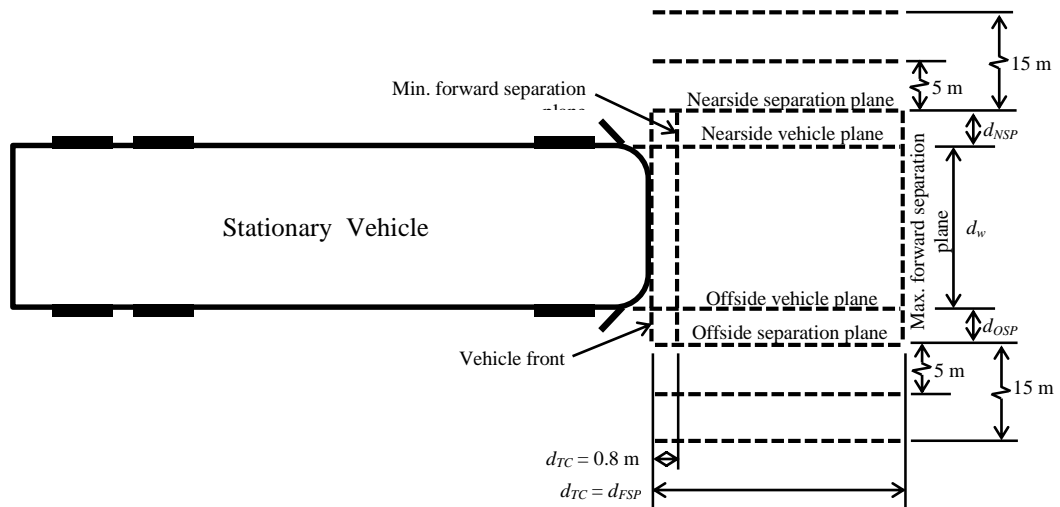 15 m
5 m
Min. forward separation
Nearside separation plane
Nearside vehicle plane
d_NSP
Stationary Vehicle
Max. forward separation
plane
d_w
Offside vehicle plane
Offside separation plane
d_OSP
Vehicle front
5 m
15 m
d_TC = 0.8 m
d_TC = d_FSP